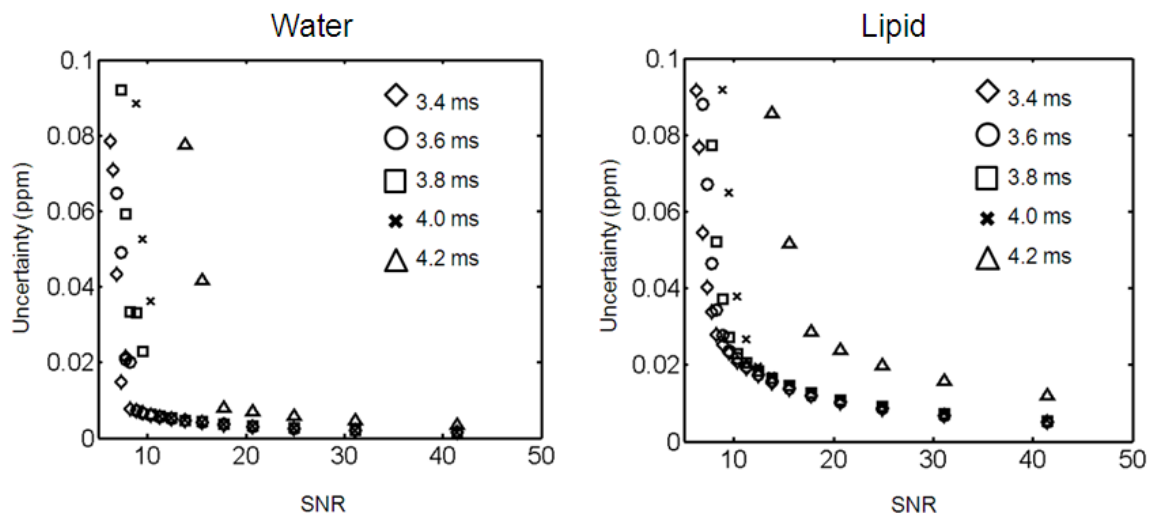 Water
Uncertainty (ppm)
0.1
0.08
0.06
0.04
0.02
0
10
20
30
40
50
SNR
3.4 ms
3.6 ms
3.8 ms
4.0 ms
4.2 ms
Lipid
Uncertainty (ppm)
0.1
0.08
0.06
0.04
0.02
0
10
20
30
40
50
SNR
3.4 ms
3.6 ms
3.8 ms
4.0 ms
4.2 ms